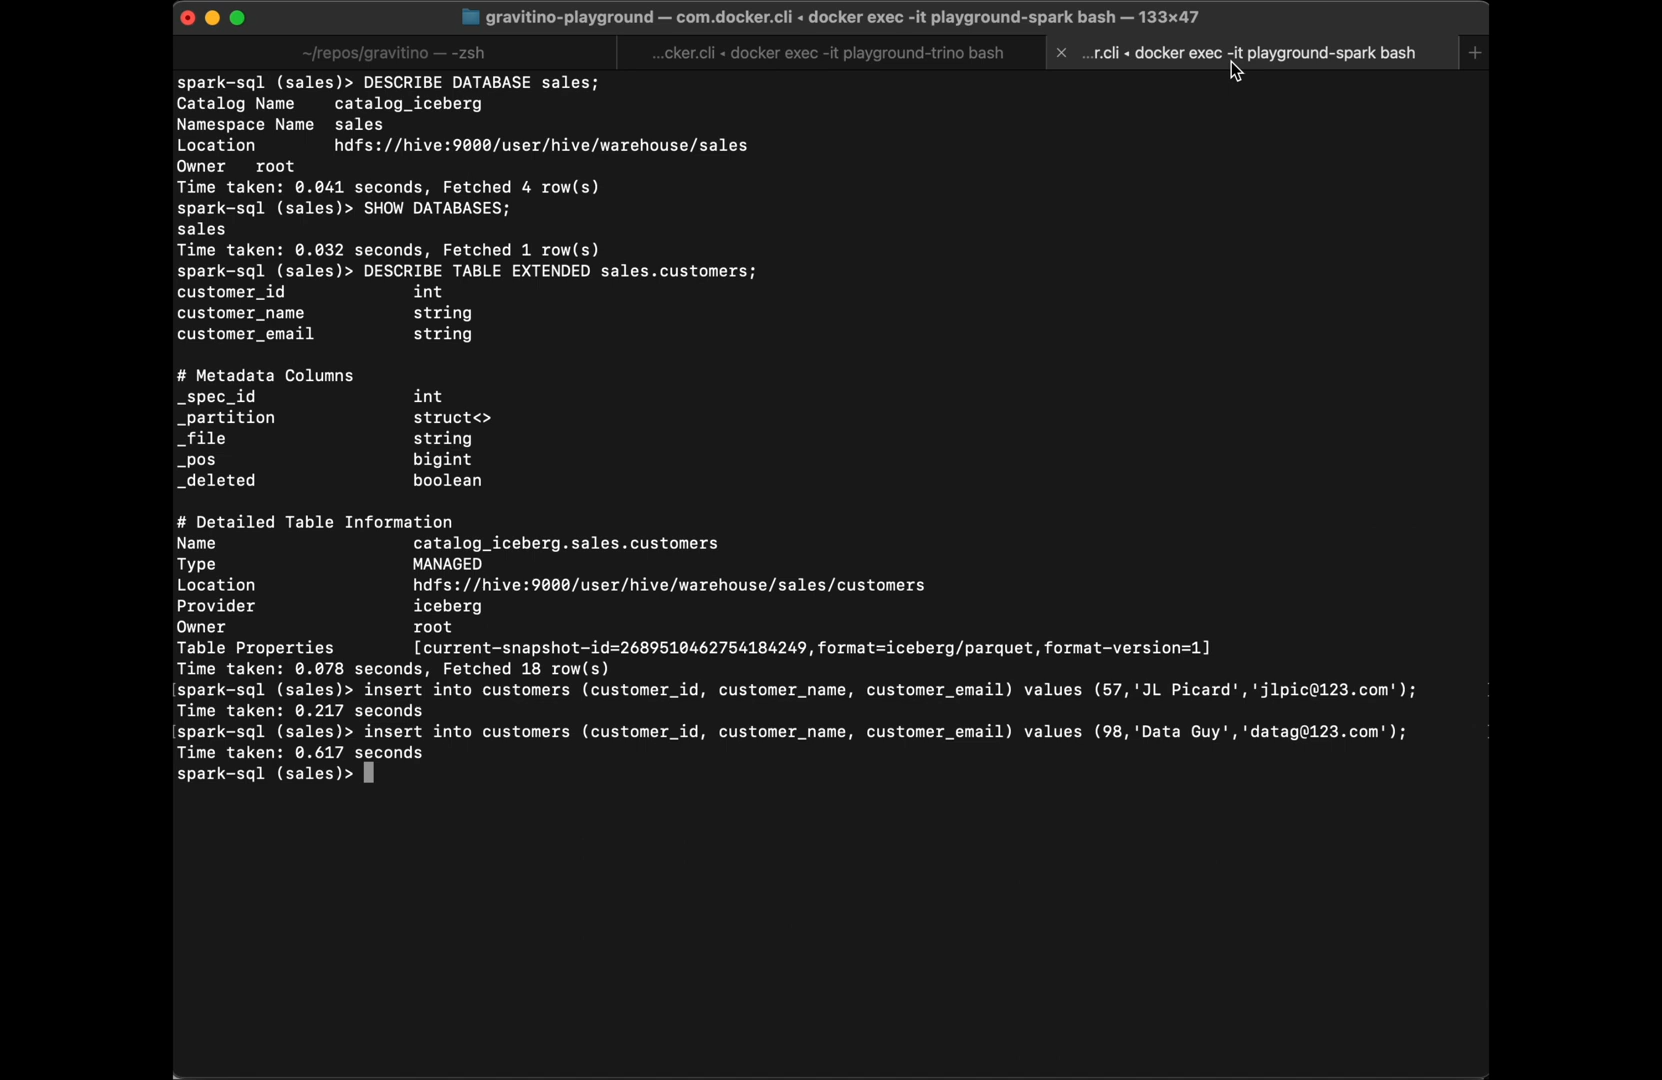 gravitino-playground — com.docker.cli ◂ docker exec -it playground-spark bash — 133×47
~/repos/gravitino — -zsh
...cker.cli ◂ docker exec -it playground-trino bash
× ...r.cli ◂ docker exec -it playground-spark bash +
spark-sql (sales)> DESCRIBE DATABASE sales;
Catalog Name    catalog_iceberg
Namespace Name  sales
Location        hdfs://hive:9000/user/hive/warehouse/sales
Owner   root
Time taken: 0.041 seconds, Fetched 4 row(s)
spark-sql (sales)> SHOW DATABASES;
sales
Time taken: 0.032 seconds, Fetched 1 row(s)
spark-sql (sales)> DESCRIBE TABLE EXTENDED sales.customers;
customer_id             int
customer_name           string
customer_email          string
# Metadata Columns
_spec_id                int
_partition              struct<>
_file                   string
_pos                    bigint
_deleted                boolean
# Detailed Table Information
Name                    catalog_iceberg.sales.customers
Type                    MANAGED
Location                hdfs://hive:9000/user/hive/warehouse/sales/customers
Provider                iceberg
Owner                   root
Table Properties        [current-snapshot-id=2689510462754184249,format=iceberg/parquet,format-version=1]
Time taken: 0.078 seconds, Fetched 18 row(s)
[spark-sql (sales)> insert into customers (customer_id, customer_name, customer_email) values (57,'JL Picard','jlpic@123.com'); ]
Time taken: 0.217 seconds
[spark-sql (sales)> insert into customers (customer_id, customer_name, customer_email) values (98,'Data Guy','datag@123.com'); ]
Time taken: 0.617 seconds
spark-sql (sales)>